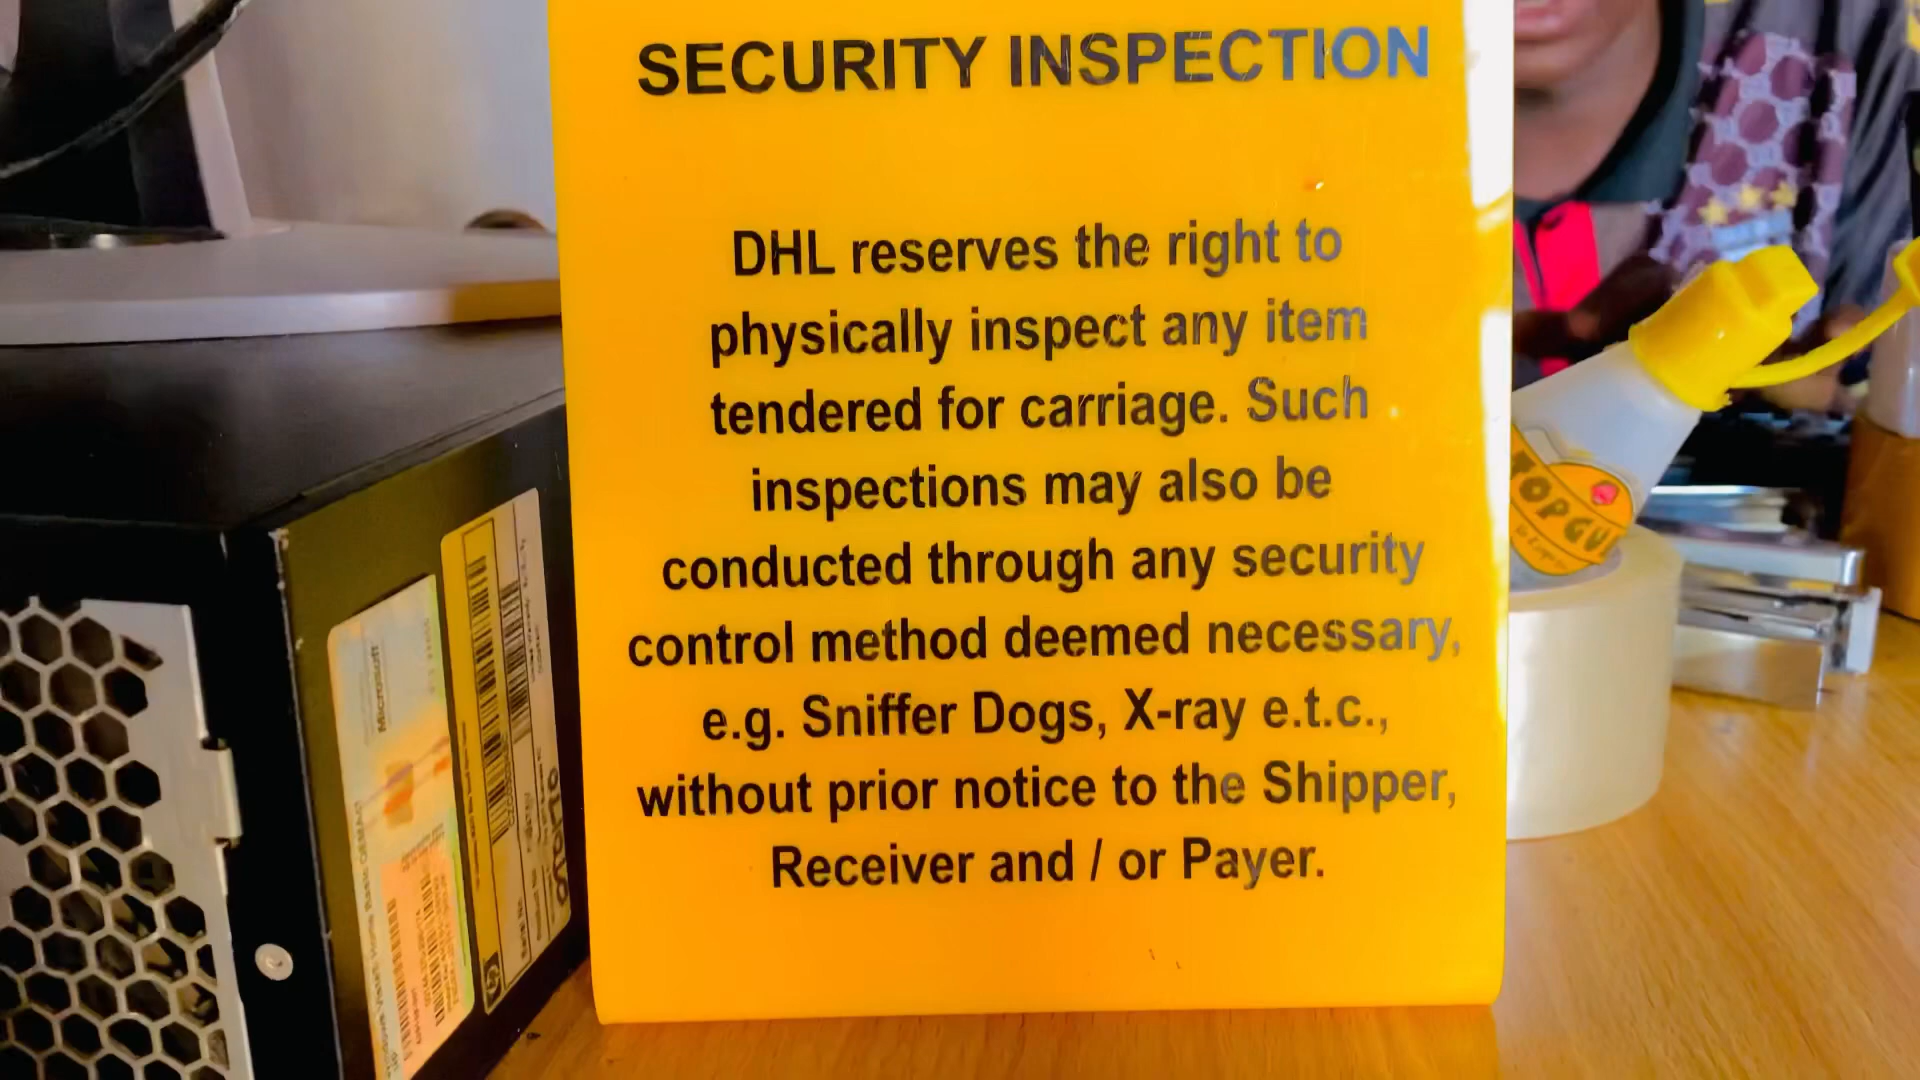 SECURITY INSPECTION
DHL reserves the right to
physically inspect any item
tendered for carriage. Such
inspections may also be
conducted through any security
control method deemed necessary,
e.g. Sniffer Dogs, X-ray e.t.c.,
without prior notice to the Shipper,
Receiver and / or Payer.
Microsoft
TOPGU